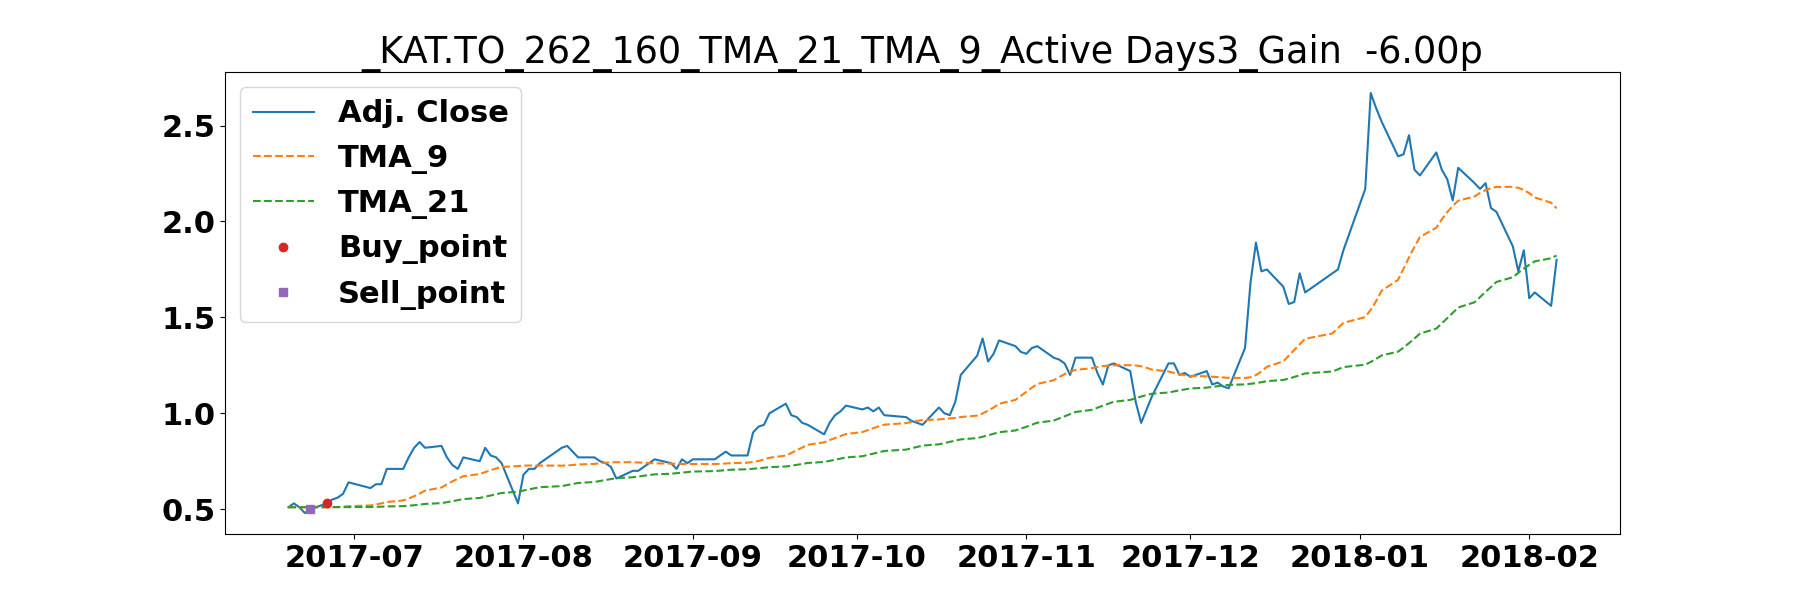 _KAT.TO_262_160_TMA_21_TMA_9_Active Days3_Gain  -6.00p
Adj. Close
TMA_9
TMA_21
Buy_point
Sell_point
2.5
2.0
1.5
1.0
0.5
2017-07 2017-08 2017-09 2017-10 2017-11 2017-12 2018-01 2018-02